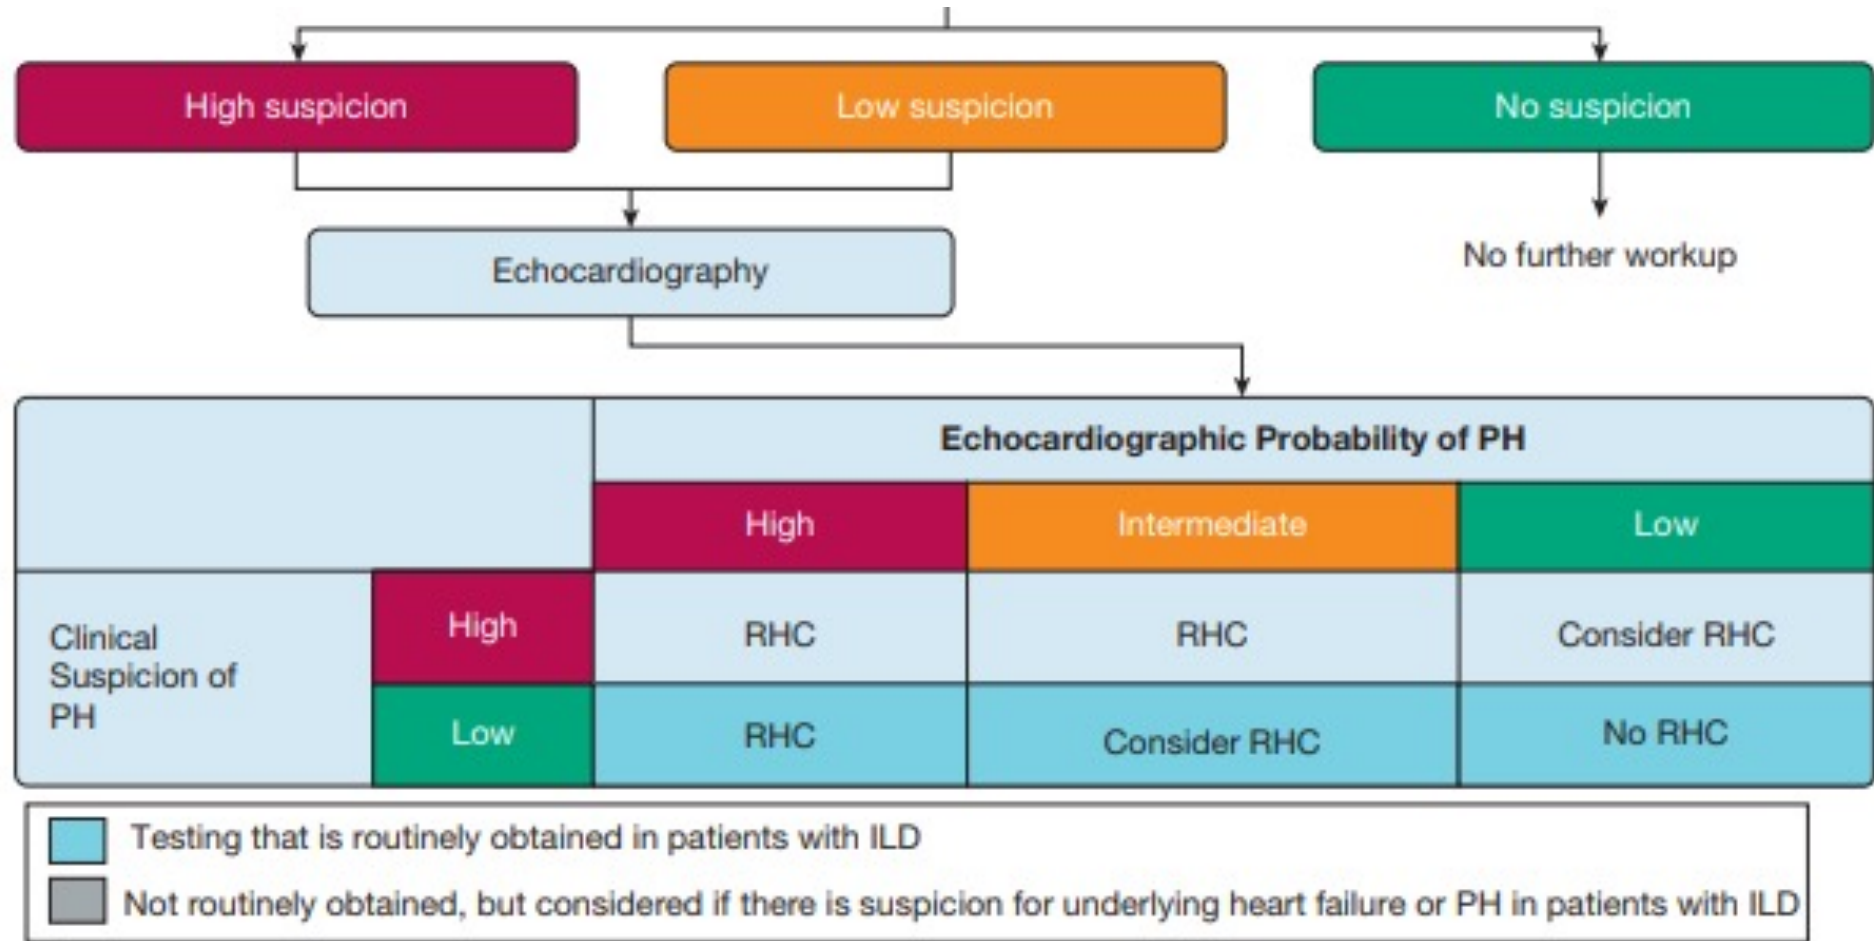 High suspicion
Low suspicion
No suspicion
Echocardiography
No further workup
Echocardiographic Probability of PH
High
Intermediate
Low
Clinical
Suspicion of
PH
High
RHC
RHC
Consider RHC
Low
RHC
Consider RHC
No RHC
Testing that is routinely obtained in patients with ILD
Not routinely obtained, but considered if there is suspicion for underlying heart failure or PH in patients with ILD